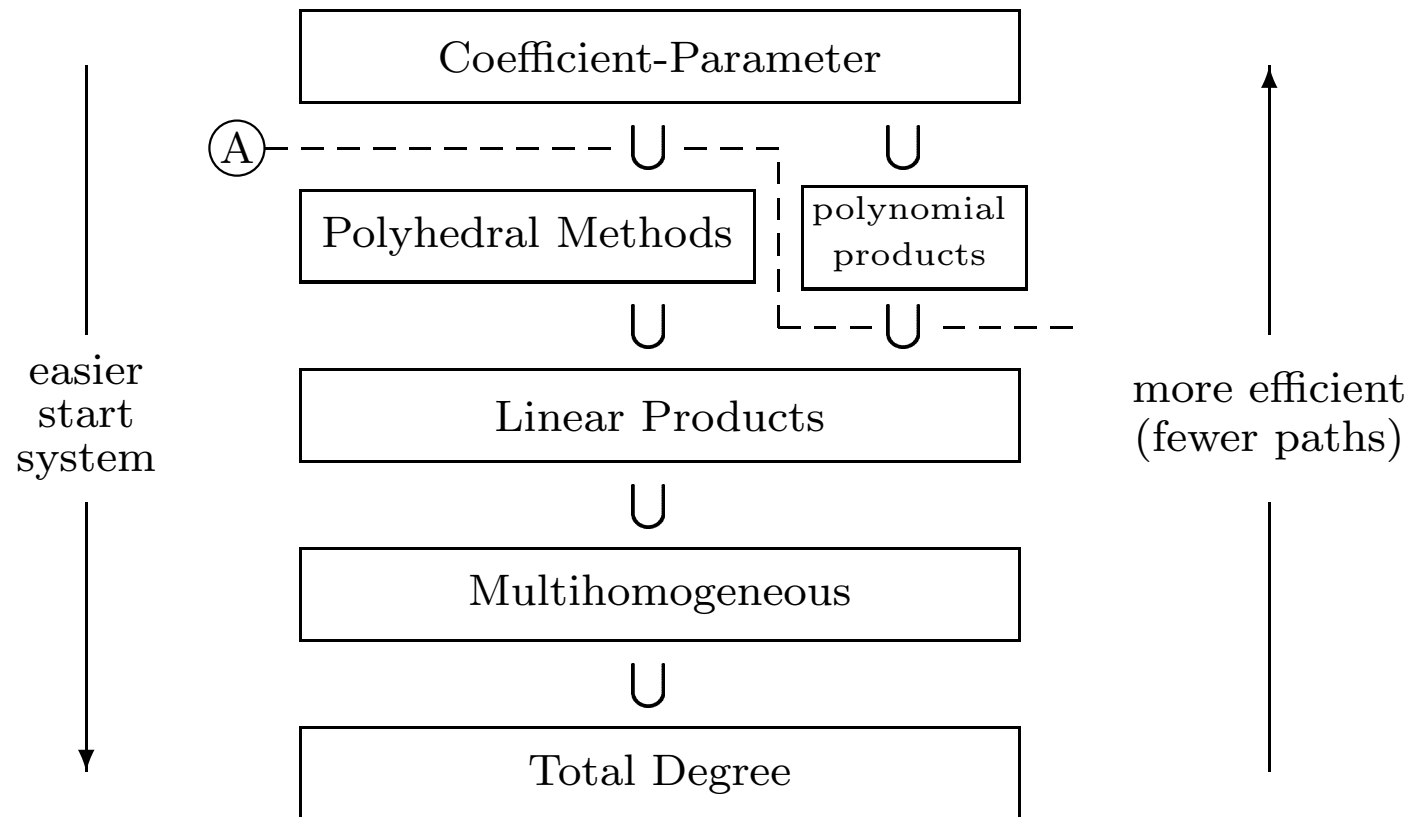 Coefficient-Parameter
A
∪
∪
Polyhedral Methods
polynomial
products
∪
∪
easier
start
system
Linear Products
more efficient
(fewer paths)
∪
Multihomogeneous
∪
Total Degree